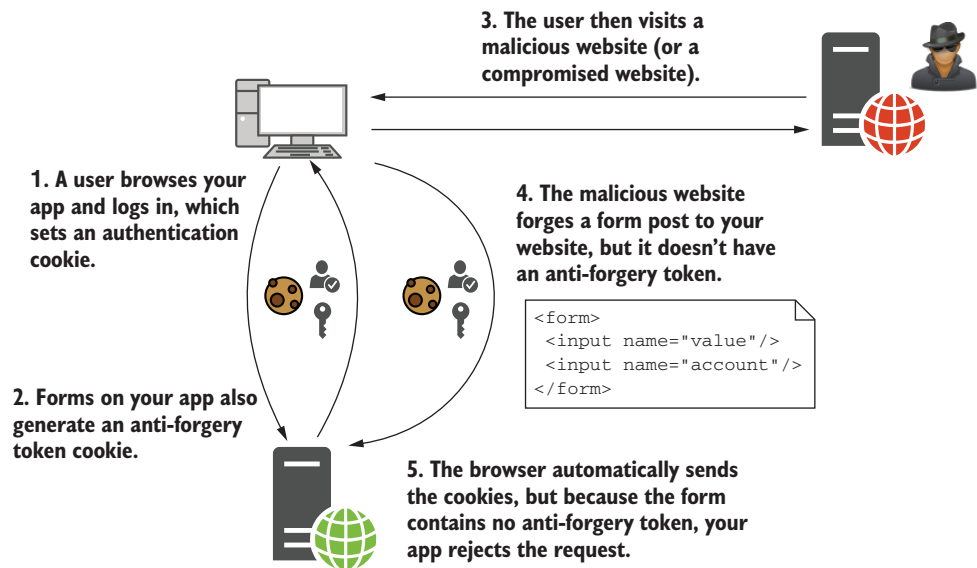 1. A user browses your
app and logs in, which
sets an authentication
cookie.
2. Forms on your app also
generate an anti-forgery
token cookie.
3. The user then visits a
malicious website (or a
compromised website).
4. The malicious website
forges a form post to your
website, but it doesn’t have
an anti-forgery token.
<form>
 <input name="value"/>
 <input name="account"/>
</form>
5. The browser automatically sends
the cookies, but because the form
contains no anti-forgery token, your
app rejects the request.